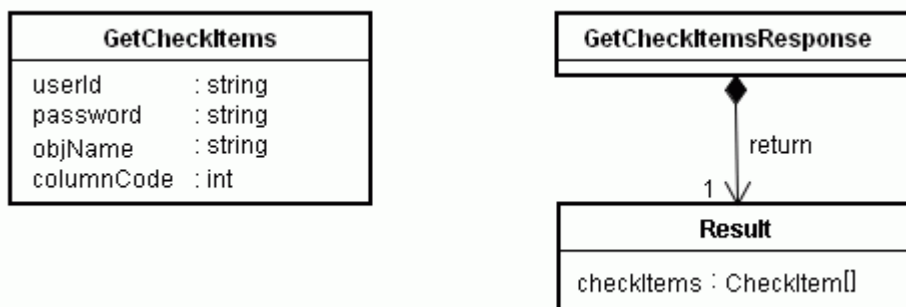 GetCheckItems
userId : string
password : string
objName : string
columnCode : int
GetCheckItemsResponse
return
1
Result
checkItems : CheckItem[]